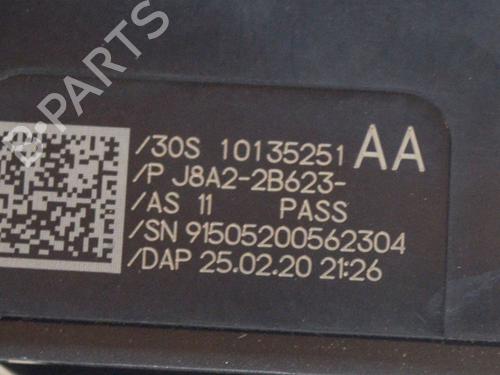 B-PARTS
/30S 10135251 AA
/P J8A2-2B623-
/AS 11 PASS
/SN 91505200562304
/DAP 25.02.20 21:26